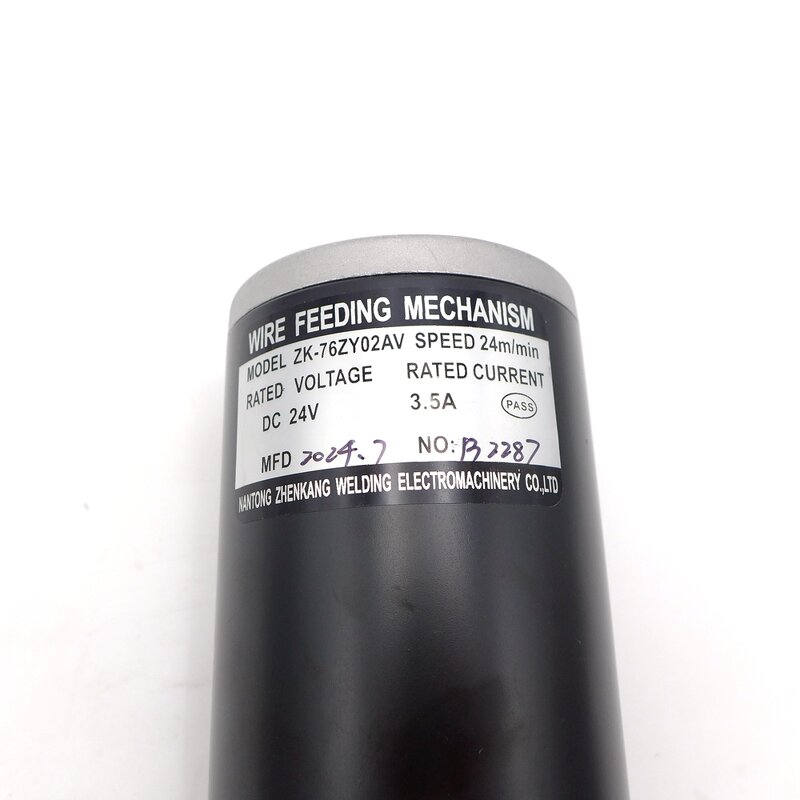 WIRE FEEDING MECHANISM
MODEL ZK-76ZY02AV SPEED 24m/min
RATED VOLTAGE RATED CURRENT
DC 24V 3.5A PASS
MFD 2024.7 NO: B2287
NANTONG ZHENKANG WELDING ELECTROMACHINERY CO.,LTD